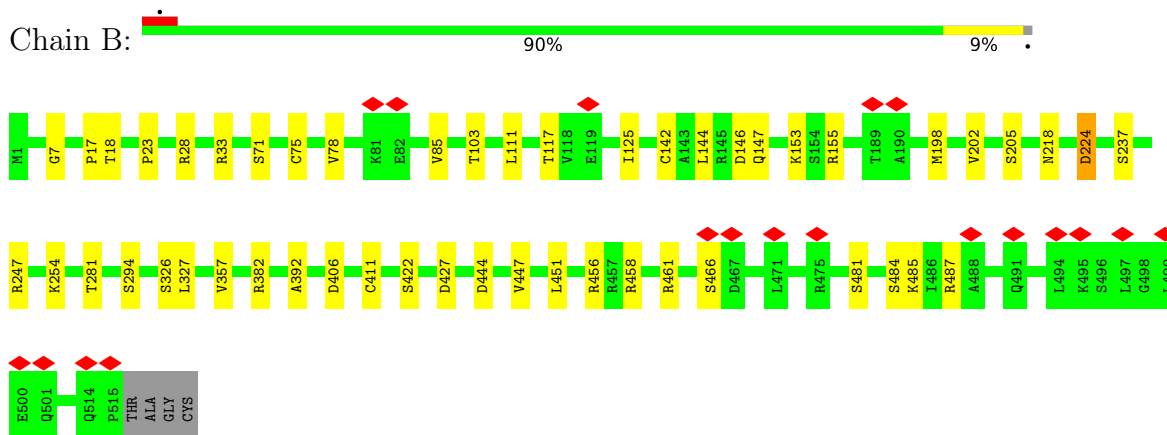 Chain B:
90% 9%
M1 G7 P17 T18 P23 R28 R33 S71 C75 V78 K81 E82 V85 T103 L111 T117 V118 E119 I125 C142 A143 L144 R145 D146 Q147 K153 S154 R155 T189 A190 M198 V202 S205 N218 D224 S237
R247 K254 T281 S294 S326 L327 V357 R382 A392 D406 C411 S422 D427 D444 V447 L451 R456 R457 R458 R461 S466 D467 L471 R475 S481 S484 K485 I486 R487 A488 Q491 L494 K495 S496 L497 G498
E500 Q501 Q514 P515 THR ALA GLY CYS